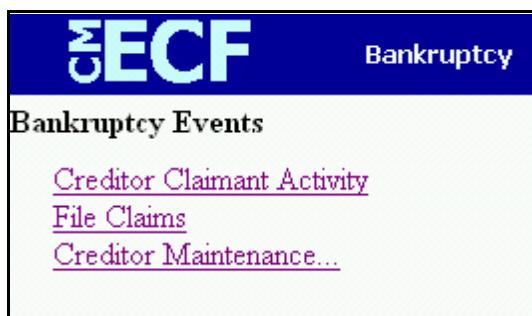 CM ECF Bankruptcy
Bankruptcy Events
Creditor Claimant Activity
File Claims
Creditor Maintenance...